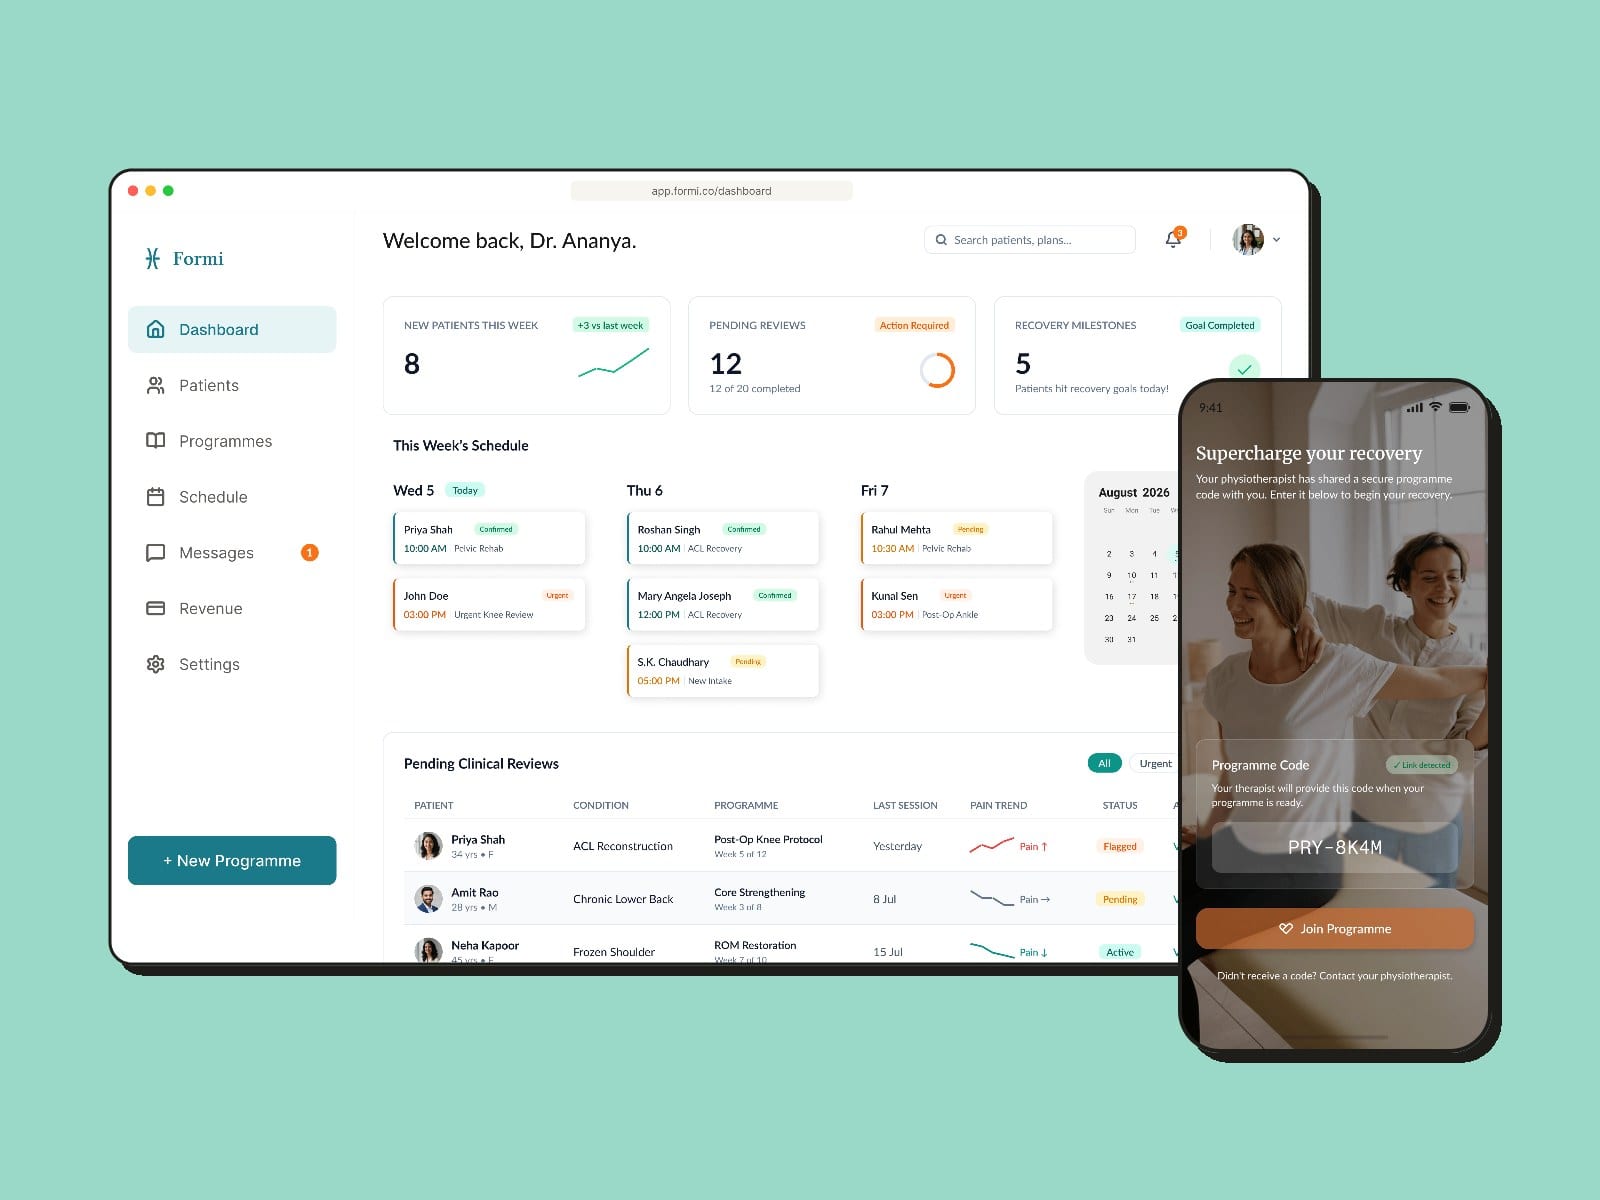 app.formi.co/dashboard
Formi
Dashboard
Patients
Programmes
Schedule
Messages
1
Revenue
Settings
+ New Programme
Welcome back, Dr. Ananya.
Search patients, plans...
3
NEW PATIENTS THIS WEEK
+3 vs last week
8
PENDING REVIEWS
Action Required
12
12 of 20 completed
RECOVERY MILESTONES
Goal Completed
5
Patients hit recovery goals today!
This Week's Schedule
Wed 5
Today
Priya Shah
Confirmed
10:00 AM
Pelvic Rehab
John Doe
Urgent
03:00 PM
Urgent Knee Review
Thu 6
Roshan Singh
Confirmed
10:00 AM | ACL Recovery
Mary Angela Joseph
Confirmed
12:00 PM | ACL Recovery
S.K. Chaudhary
Pending
05:00 PM | New Intake
Fri 7
Rahul Mehta
Pending
10:30 AM | Pelvic Rehab
Kunal Sen
Urgent
03:00 PM | Post-Op Ankle
August 2026
Sun Mon Tue
2 3 4 5
9 10 11
16 17 18
23 24 25
30 31
Pending Clinical Reviews
All
Urgent
PATIENT CONDITION PROGRAMME LAST SESSION PAIN TREND STATUS
Priya Shah
34 yrs • F
ACL Reconstruction
Post-Op Knee Protocol
Week 5 of 12
Yesterday
Pain ↑
Flagged
Amit Rao
28 yrs • M
Chronic Lower Back
Core Strengthening
Week 3 of 8
8 Jul
Pain →
Pending
Neha Kapoor
45 yrs • F
Frozen Shoulder
ROM Restoration
Week 7 of 10
15 Jul
Pain ↓
Active
9:41
Supercharge your recovery
Your physiotherapist has shared a secure programme
code with you. Enter it below to begin your recovery.
Programme Code
✓ Link detected
Your therapist will provide this code when your
programme is ready.
PRY-8K4M
Join Programme
Didn't receive a code? Contact your physiotherapist.